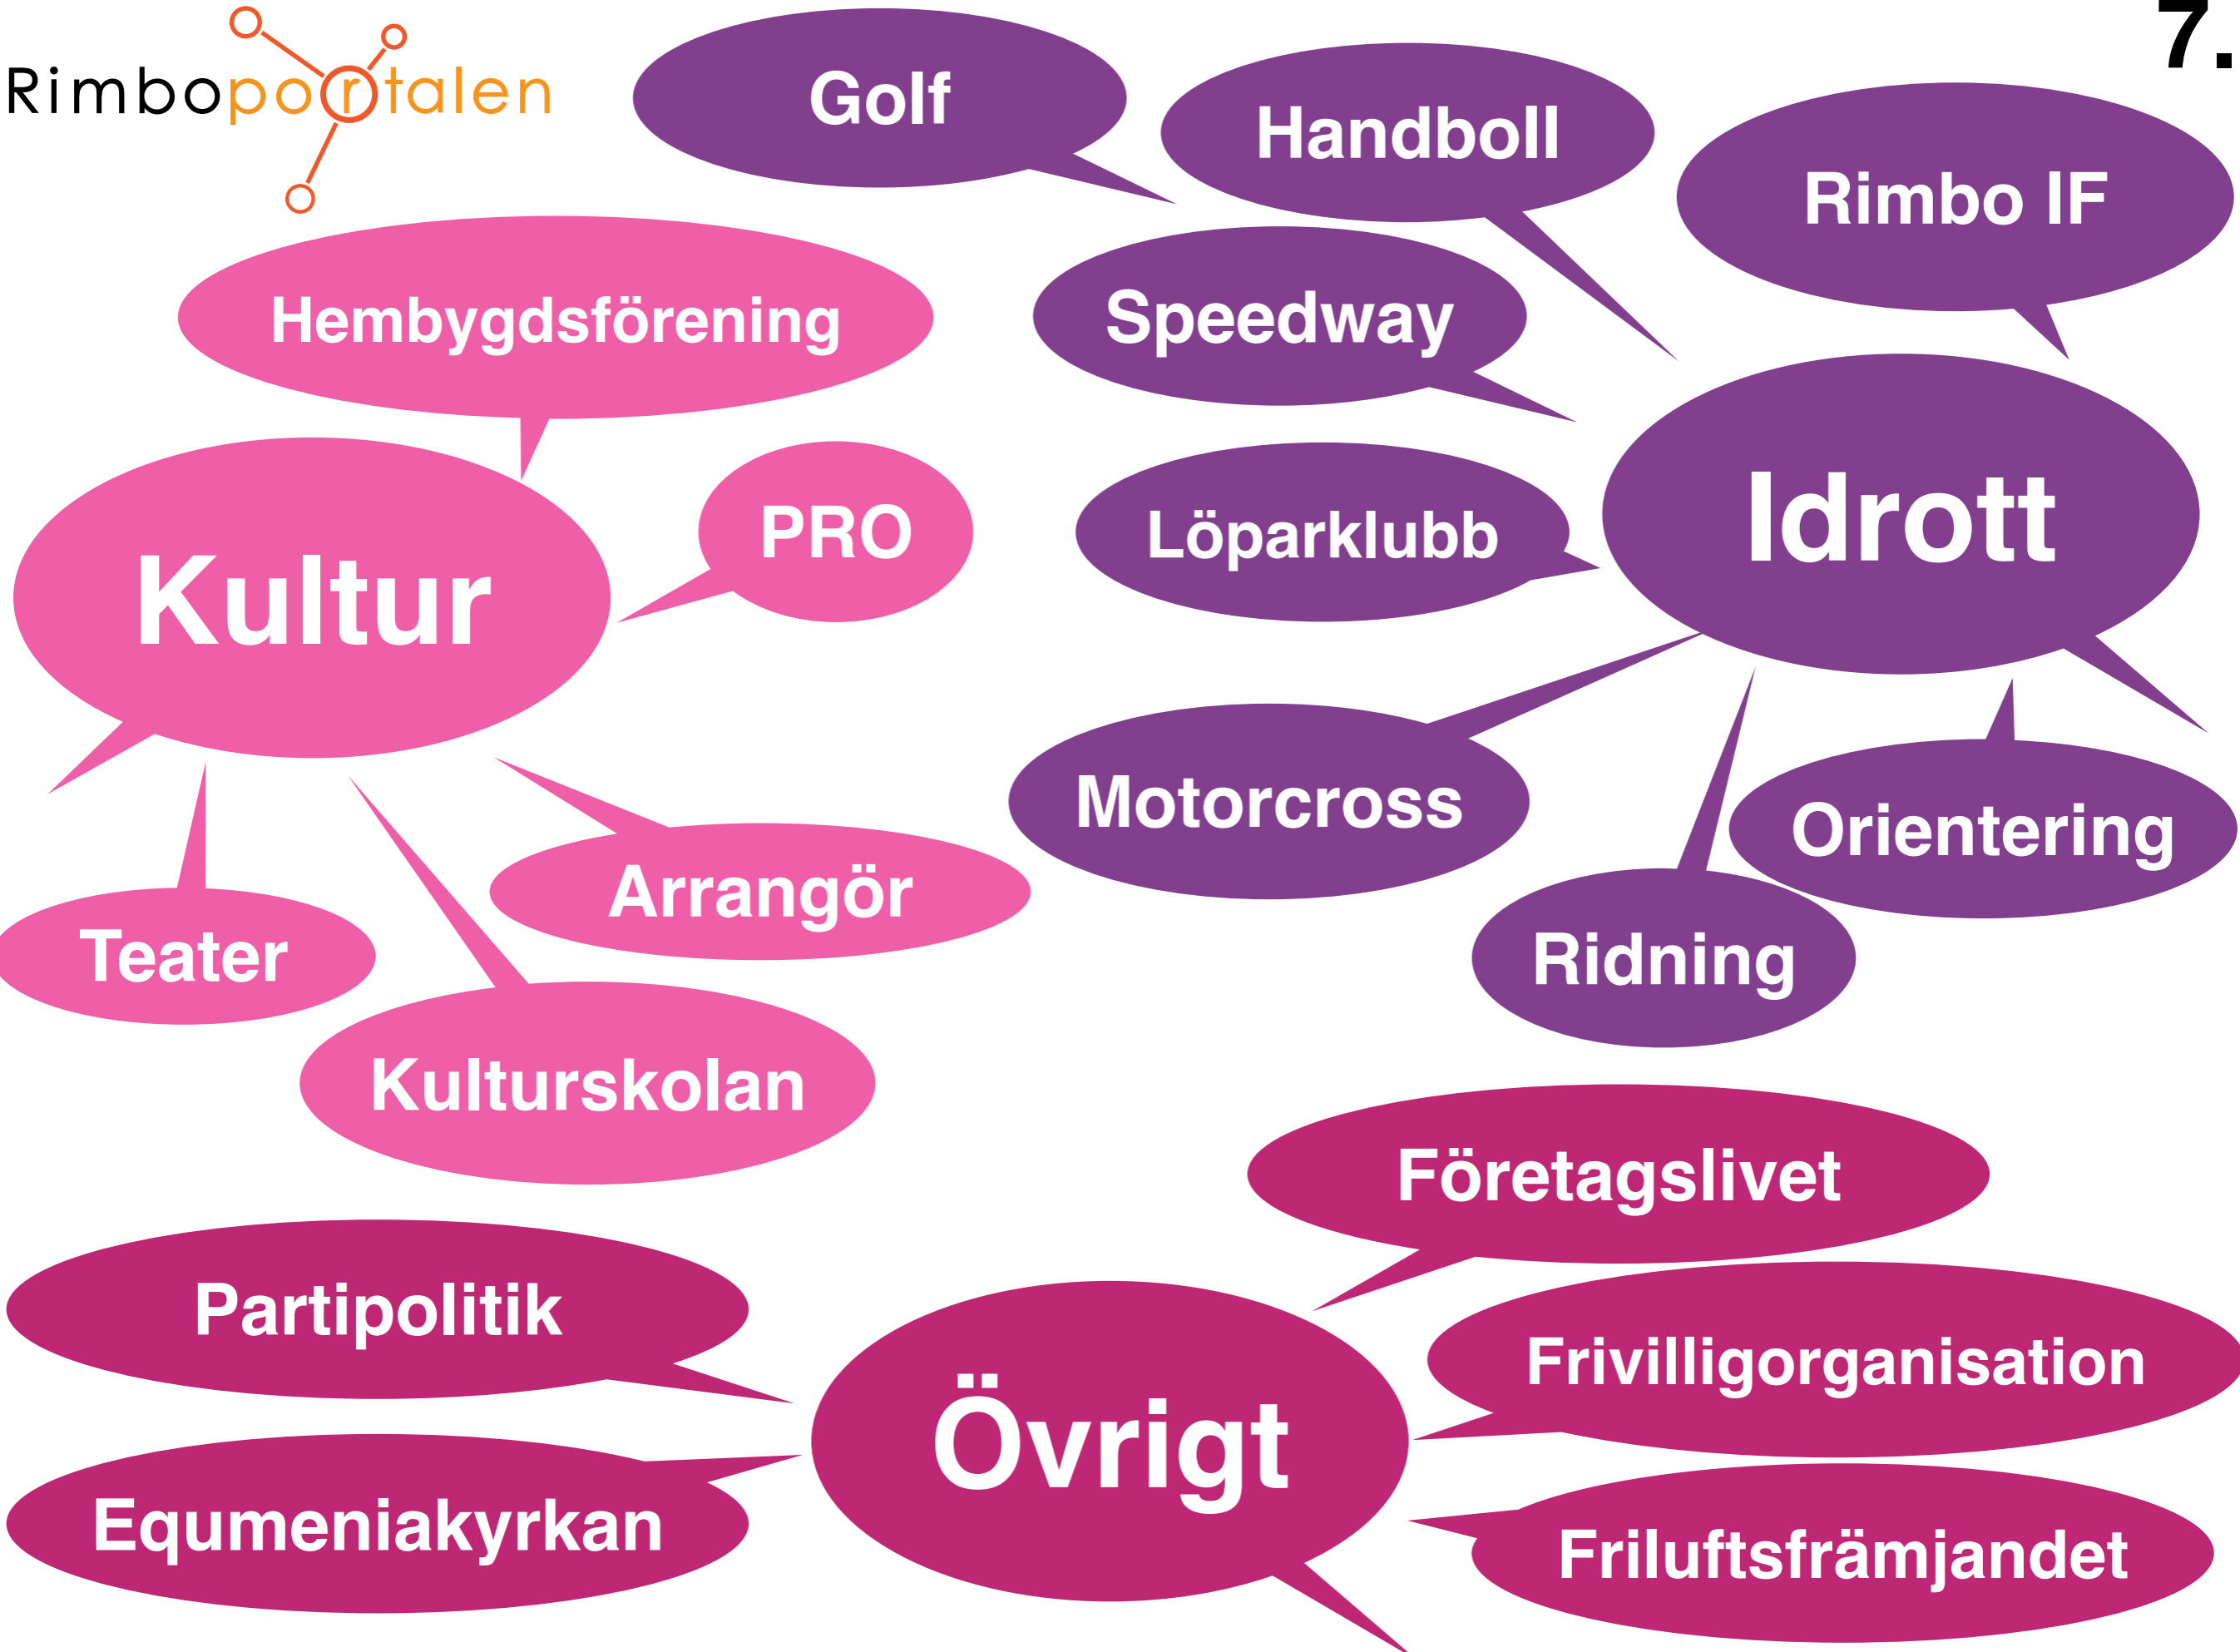 Rimboportalen
7.
Golf
Handboll
Rimbo IF
Hembygdsförening
Speedway
Kultur
PRO
Löparklubb
Idrott
Motorcross
Orientering
Arrangör
Teater
Ridning
Kulturskolan
Företagslivet
Partipolitik
Övrigt
Frivilligorganisation
Equmeniakyrkan
Friluftsfrämjandet